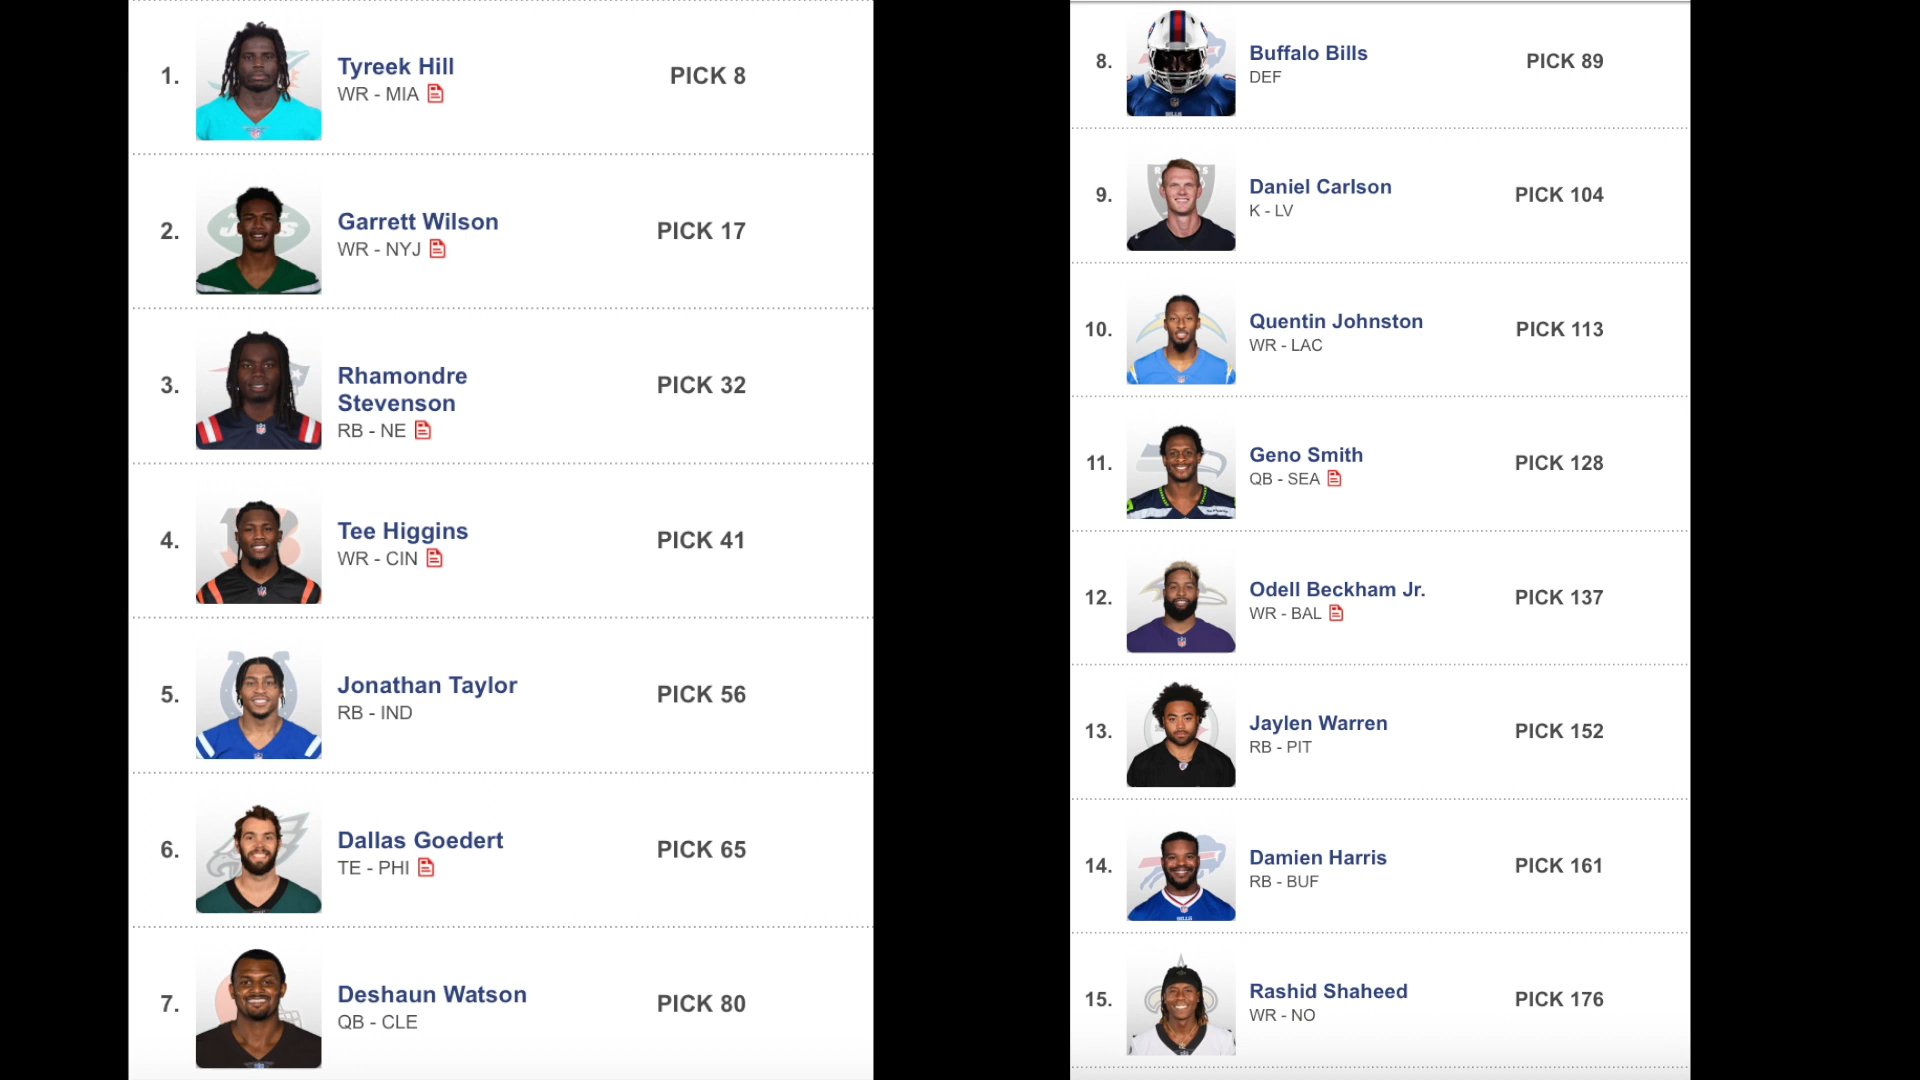 1.
Tyreek Hill
WR - MIA
PICK 8
2.
Garrett Wilson
WR - NYJ
PICK 17
3.
Rhamondre
Stevenson
RB - NE
PICK 32
4.
Tee Higgins
WR - CIN
PICK 41
5.
Jonathan Taylor
RB - IND
PICK 56
6.
Dallas Goedert
TE - PHI
PICK 65
7.
Deshaun Watson
QB - CLE
PICK 80
8.
Buffalo Bills
DEF
PICK 89
9.
Daniel Carlson
K - LV
PICK 104
10.
Quentin Johnston
WR - LAC
PICK 113
11.
Geno Smith
QB - SEA
PICK 128
12.
Odell Beckham Jr.
WR - BAL
PICK 137
13.
Jaylen Warren
RB - PIT
PICK 152
14.
Damien Harris
RB - BUF
PICK 161
15.
Rashid Shaheed
WR - NO
PICK 176